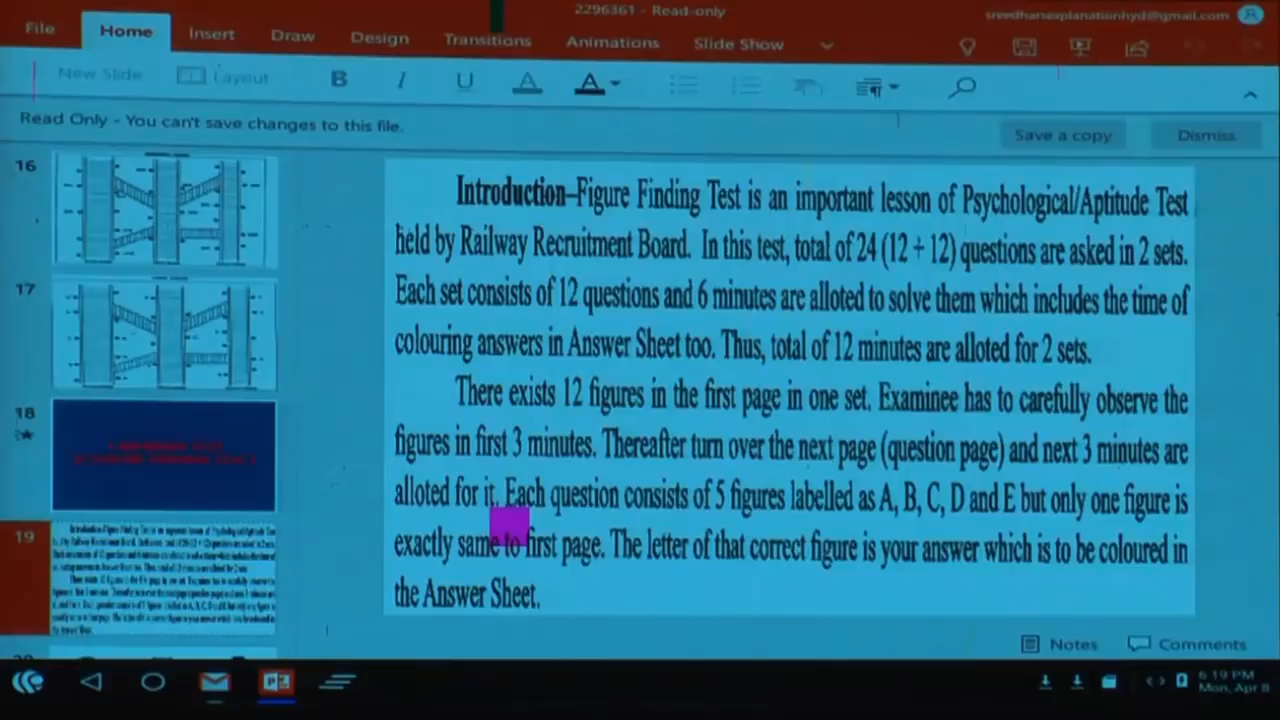 2296361 - Read-only
sreedharsexplanationhyd@gmail.com
File Home Insert Draw Design Transitions Animations Slide Show
New Slide Layout B I U A A
Read Only - You can't save changes to this file.
Save a copy Dismiss
16
17
18
19
Introduction–Figure Finding Test is an important lesson of Psychological/Aptitude Test
held by Railway Recruitment Board. In this test, total of 24 (12 + 12) questions are asked in 2 sets.
Each set consists of 12 questions and 6 minutes are alloted to solve them which includes the time of
colouring answers in Answer Sheet too. Thus, total of 12 minutes are alloted for 2 sets.
There exists 12 figures in the first page in one set. Examinee has to carefully observe the
figures in first 3 minutes. Thereafter turn over the next page (question page) and next 3 minutes are
alloted for it. Each question consists of 5 figures labelled as A, B, C, D and E but only one figure is
exactly same to first page. The letter of that correct figure is your answer which is to be coloured in
the Answer Sheet.
Notes Comments
6:19 PM
Mon, Apr 8